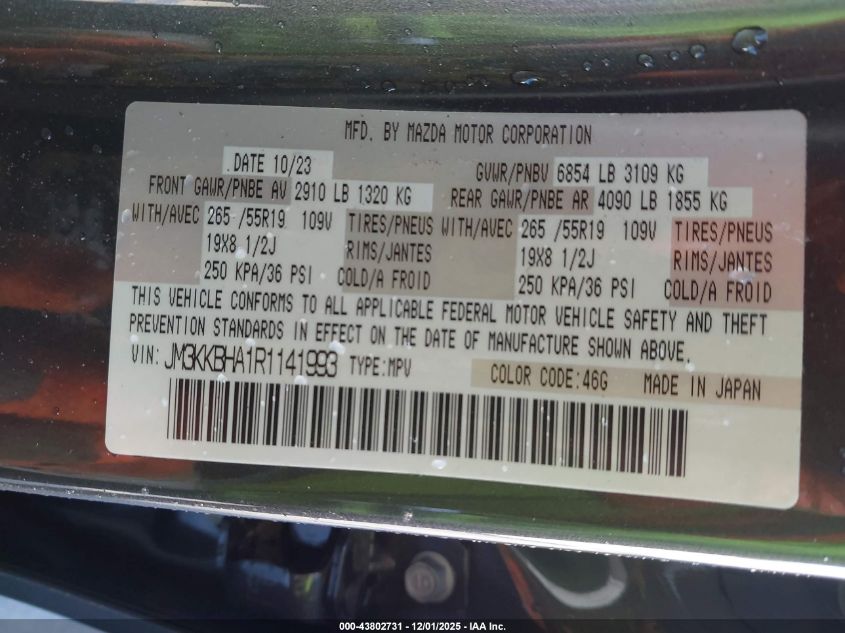 MFD. BY MAZDA MOTOR CORPORATION
DATE 10/23 GVWR/PNBV 6854 LB 3109 KG
FRONT GAWR/PNBE AV 2910 LB 1320 KG REAR GAWR/PNBE AR 4090 LB 1855 KG
WITH/AVEC 265 /55R19 109V TIRES/PNEUS WITH/AVEC 265 /55R19 109V TIRES/PNEUS
19X8 1/2J RIMS/JANTES 19X8 1/2J RIMS/JANTES
250 KPA/36 PSI COLD/A FROID 250 KPA/36 PSI COLD/A FROID
THIS VEHICLE CONFORMS TO ALL APPLICABLE FEDERAL MOTOR VEHICLE SAFETY AND THEFT
PREVENTION STANDARDS IN EFFECT ON THE DATE OF MANUFACTURE SHOWN ABOVE.
VIN: JM3KKBHA1R1141993 TYPE:MPV COLOR CODE:46G MADE IN JAPAN
000-43802731 - 12/01/2025 - IAA Inc.